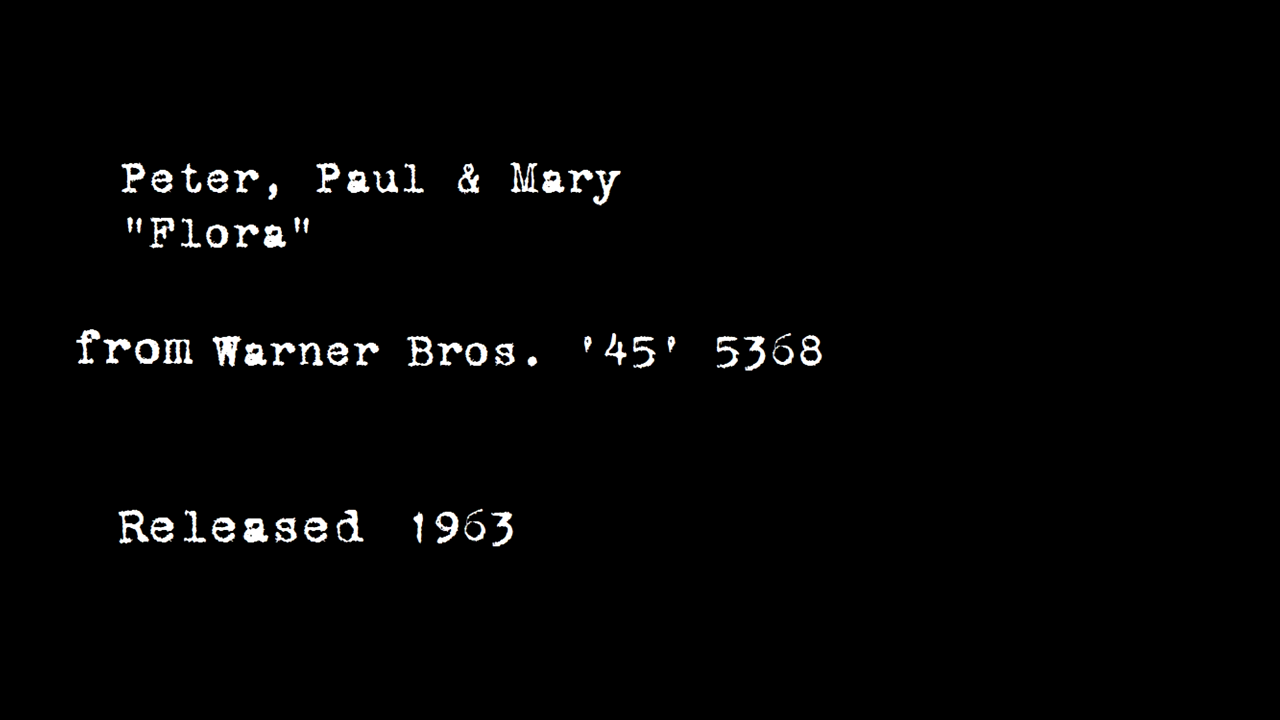 Peter, Paul & Mary
"Flora"
from Warner Bros. '45' 5368
Released 1963